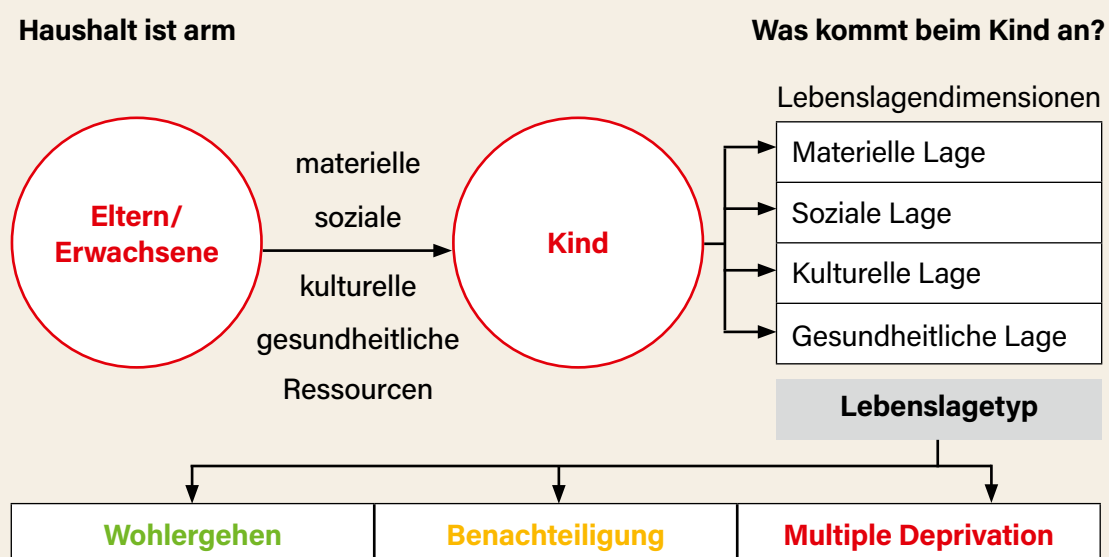 Haushalt ist arm
Was kommt beim Kind an?
Eltern/
Erwachsene
materielle
soziale
kulturelle
gesundheitliche
Ressourcen
Kind
Lebenslagendimensionen
Materielle Lage
Soziale Lage
Kulturelle Lage
Gesundheitliche Lage
Lebenslagetyp
Wohlergehen
Benachteiligung
Multiple Deprivation